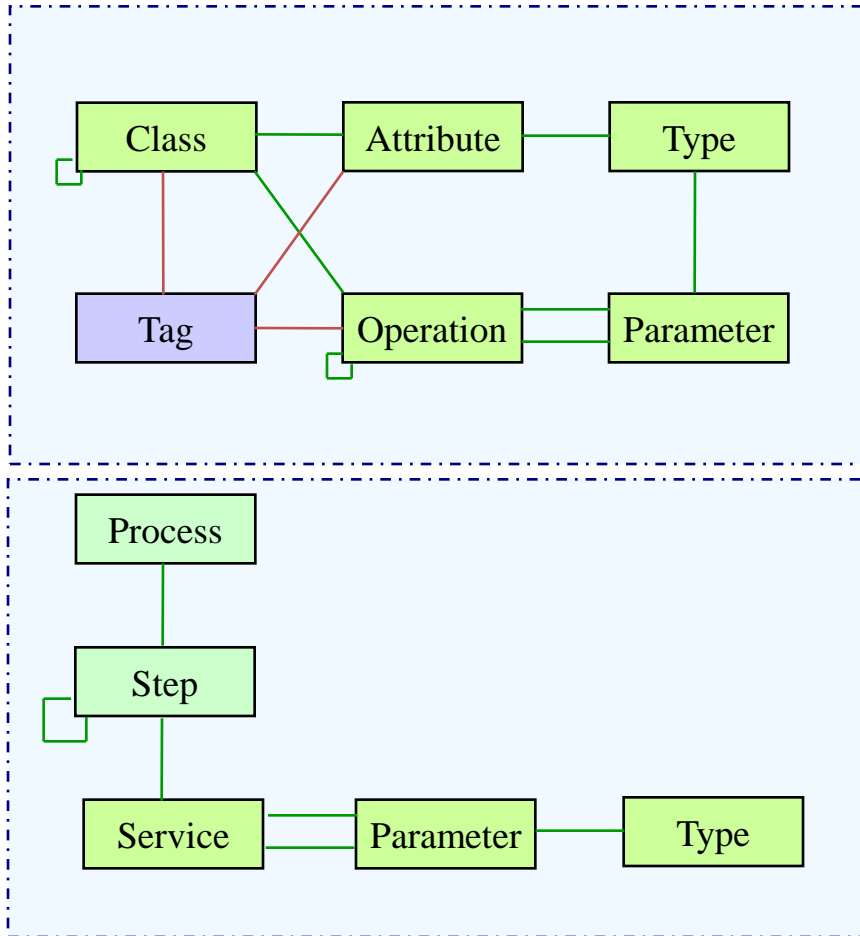 Class
Attribute
Type
Tag
Operation
Parameter
Process
Step
Service
Parameter
Type